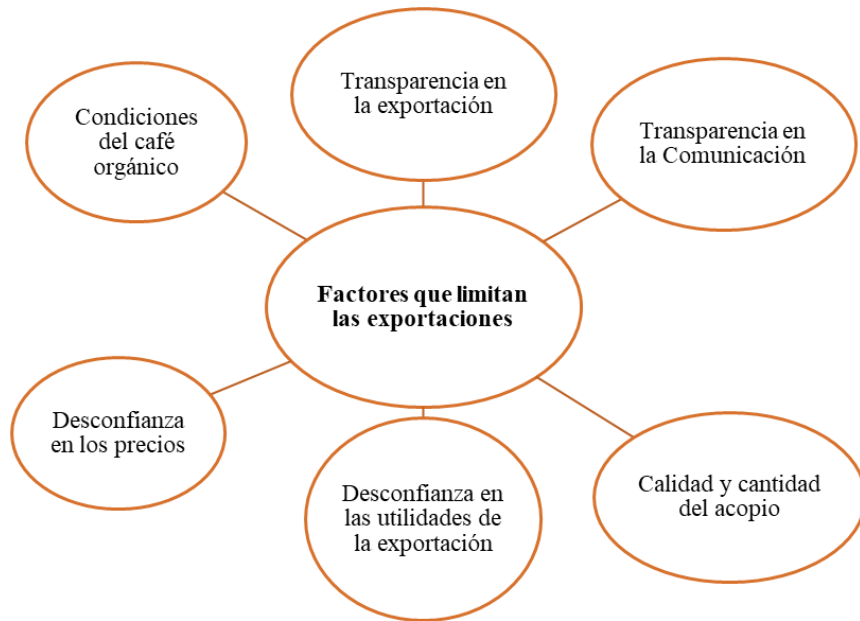 Transparencia en
la exportación
Condiciones
del café
orgánico
Transparencia en
la Comunicación
Factores que limitan
las exportaciones
Desconfianza
en los precios
Desconfianza en
las utilidades de
la exportación
Calidad y cantidad
del acopio